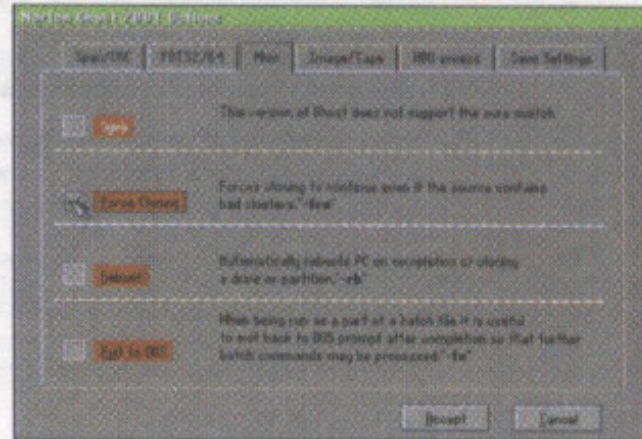 Norton Ghost 2001 Options
Span/CRC FAT32/64 Misc Image/Tape HDD access Save Settings
This version of Ghost does not support the sure switch
Force Cloning
Forces cloning to continue even if the source contains
bad clusters."-fro"
Reboot
Automatically reboots PC on completion of cloning
a drive or partition."-rb"
Exit to DOS
When being run as a part of a batch file it is useful
to exit back to DOS prompt after completion so that further
batch commands may be processed."-fx"
Accept Cancel